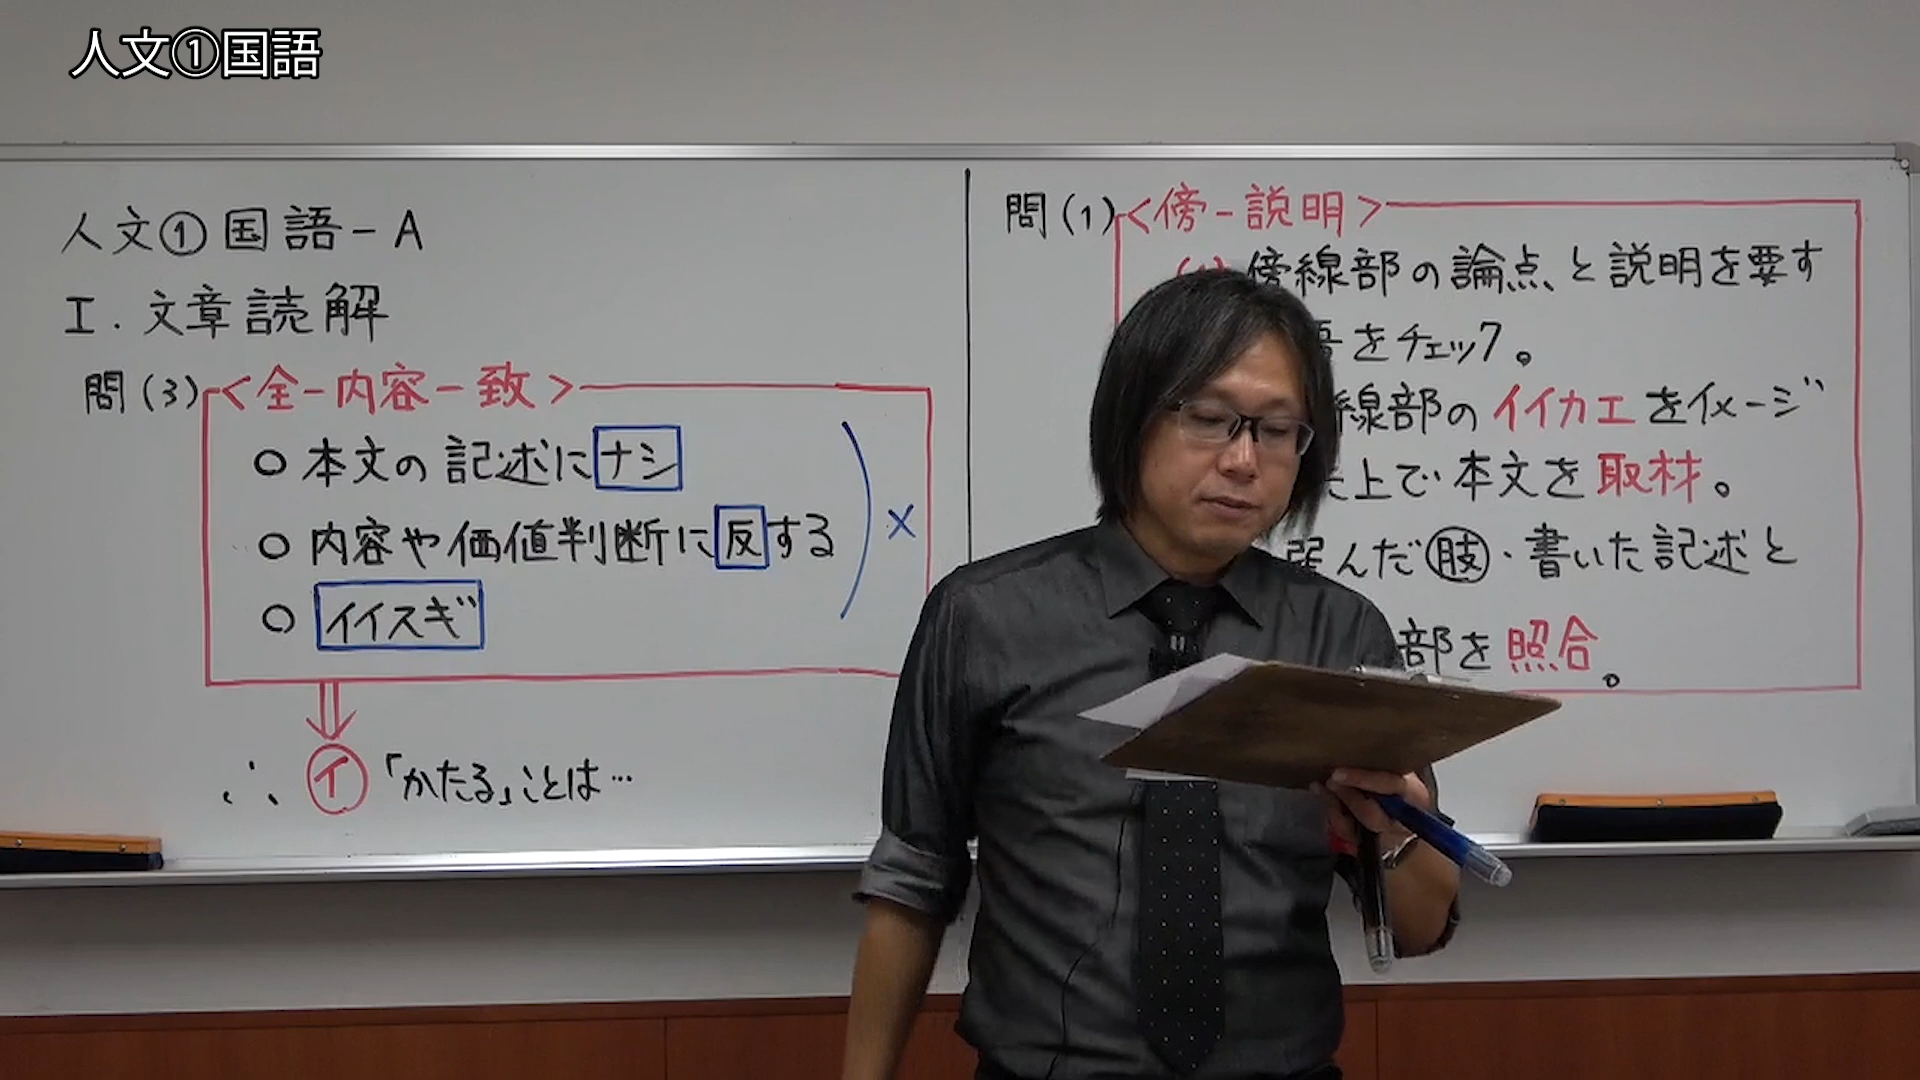 人文①国語
人文①国語-A
I.文章読解
問(3)<全-内容一致>
○本文の記述にナシ
○内容や価値判断に反する
○イイスギ
×
∴ イ 「かたる」ことは…
問(1)<傍-説明>
傍線部の論点と説明を要す
をチェック。
線部のイイカエをイメージ
た上で本文を取材。
選んだ肢・書いた記述と
部を照合。